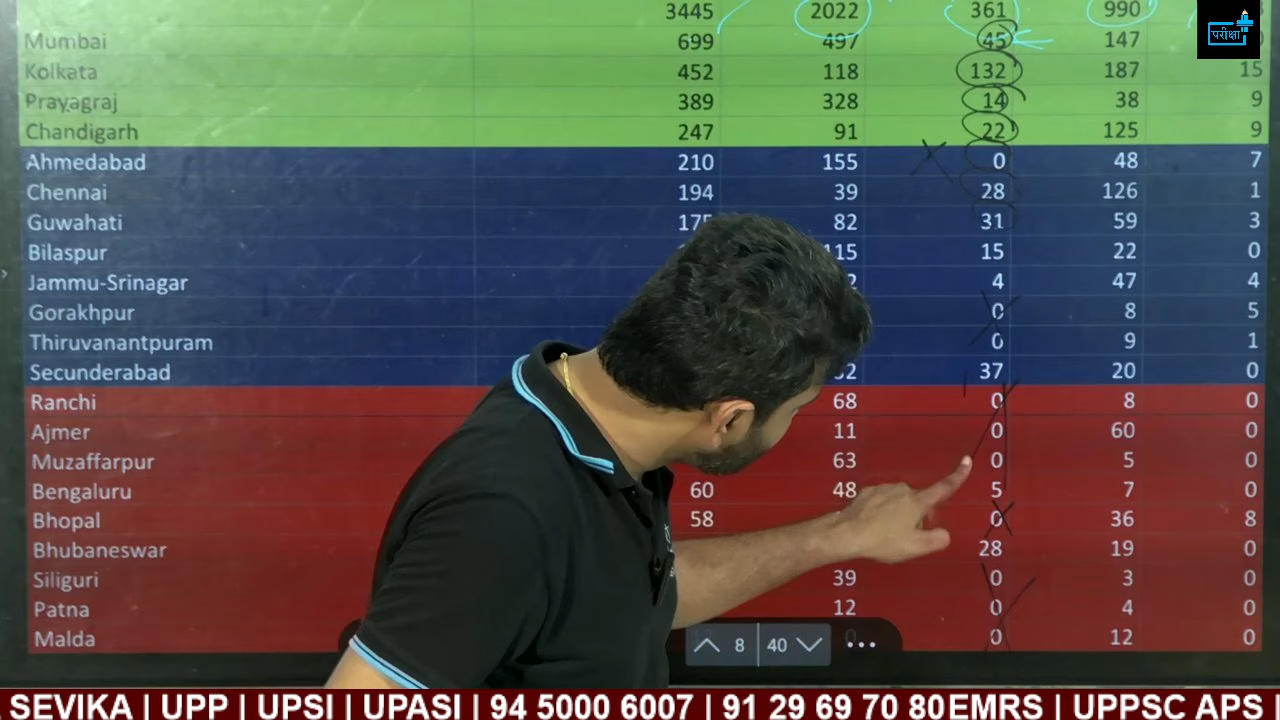 3445 2022 361 990
परीक्षा
Mumbai 699 497 45 147
Kolkata 452 118 132 187 15
Prayagraj 389 328 14 38 9
Chandigarh 247 91 22 125 9
Ahmedabad 210 155 0 48 7
Chennai 194 39 28 126 1
Guwahati 82 31 59 3
Bilaspur 115 15 22 0
Jammu-Srinagar 4 47 4
Gorakhpur 0 8 5
Thiruvanantpuram 0 9 1
Secunderabad 37 20 0
Ranchi 68 0 8 0
Ajmer 11 0 60 0
Muzaffarpur 63 0 5 0
Bengaluru 60 48 5 7 0
Bhopal 58 0 36 8
Bhubaneswar 28 19 0
Siliguri 39 0 3 0
Patna 12 0 4 0
Malda 0 12 0
8 40
SEVIKA | UPP | UPSI | UPASI | 94 5000 6007 | 91 29 69 70 80 EMRS | UPPSC APS